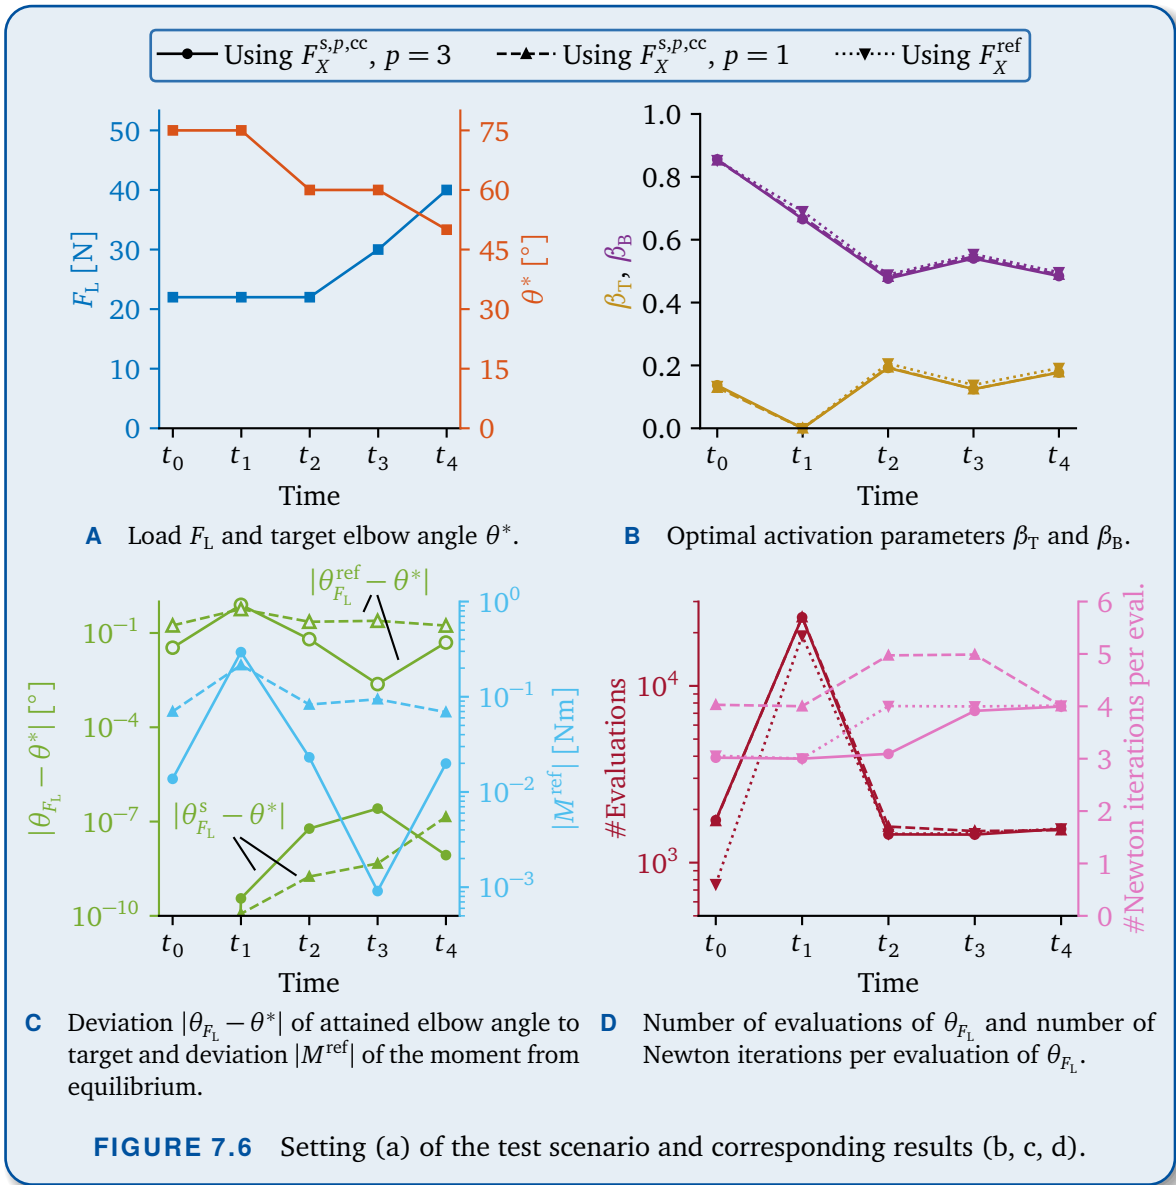 Using F_X^{s,p,cc}, p = 3   Using F_X^{s,p,cc}, p = 1   Using F_X^{ref}
F_L [N]
50
40
30
20
10
0
75
60
45
30
15
0
θ* [°]
t_0 t_1 t_2 t_3 t_4
Time
A Load F_L and target elbow angle θ*.
β_T, β_B
1.0
0.8
0.6
0.4
0.2
0.0
t_0 t_1 t_2 t_3 t_4
Time
B Optimal activation parameters β_T and β_B.
|θ_{F_L} − θ*| [°]
10^{−1}
10^{−4}
10^{−7}
10^{−10}
|θ^{ref}_{F_L} − θ*|
|θ^s_{F_L} − θ*|
10^0
10^{−1}
10^{−2}
10^{−3}
|M^{ref}| [Nm]
t_0 t_1 t_2 t_3 t_4
Time
C Deviation |θ_{F_L} − θ*| of attained elbow angle to
target and deviation |M^{ref}| of the moment from
equilibrium.
#Evaluations
10^4
10^3
6
5
4
3
2
1
0
#Newton iterations per eval.
t_0 t_1 t_2 t_3 t_4
Time
D Number of evaluations of θ_{F_L} and number of
Newton iterations per evaluation of θ_{F_L}.
FIGURE 7.6 Setting (a) of the test scenario and corresponding results (b, c, d).